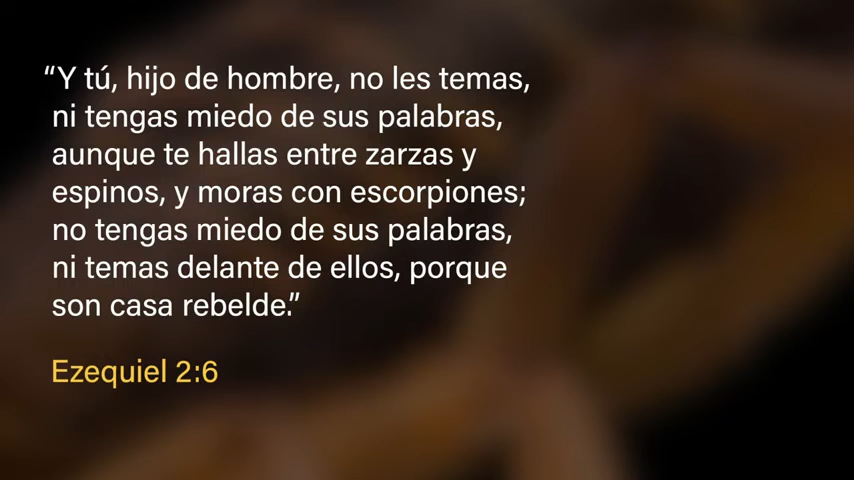 “Y tú, hijo de hombre, no les temas,
ni tengas miedo de sus palabras,
aunque te hallas entre zarzas y
espinos, y moras con escorpiones;
no tengas miedo de sus palabras,
ni temas delante de ellos, porque
son casa rebelde.”
Ezequiel 2:6